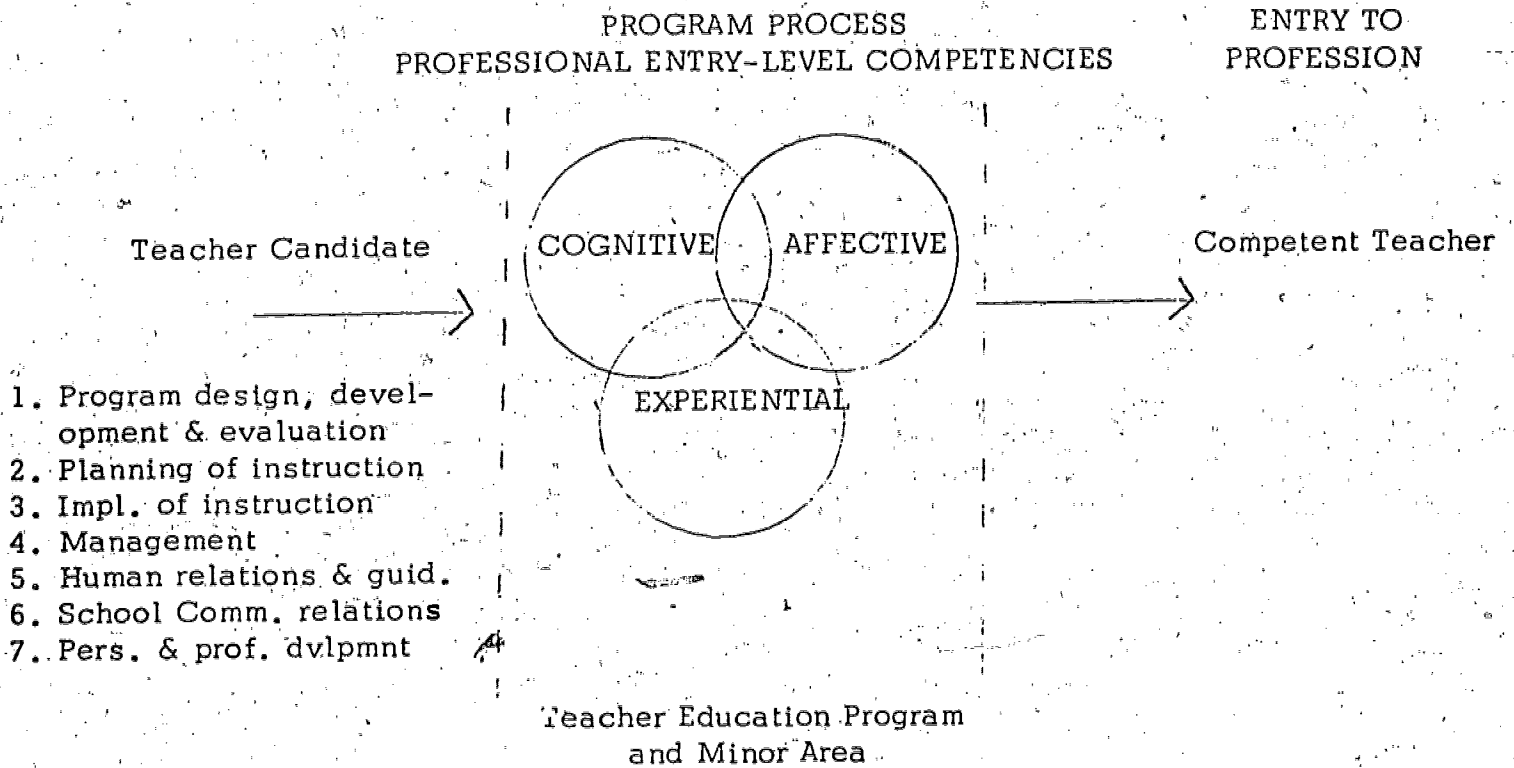 PROGRAM PROCESS
PROFESSIONAL ENTRY-LEVEL COMPETENCIES
ENTRY TO
PROFESSION
Teacher Candidate
COGNITIVE
AFFECTIVE
Competent Teacher
EXPERIENTIAL
1. Program design, devel-
opment & evaluation
2. Planning of instruction
3. Impl. of instruction
4. Management
5. Human relations & guid.
6. School Comm. relations
7. Pers. & prof. dvlpmnt
Teacher Education Program
and Minor Area